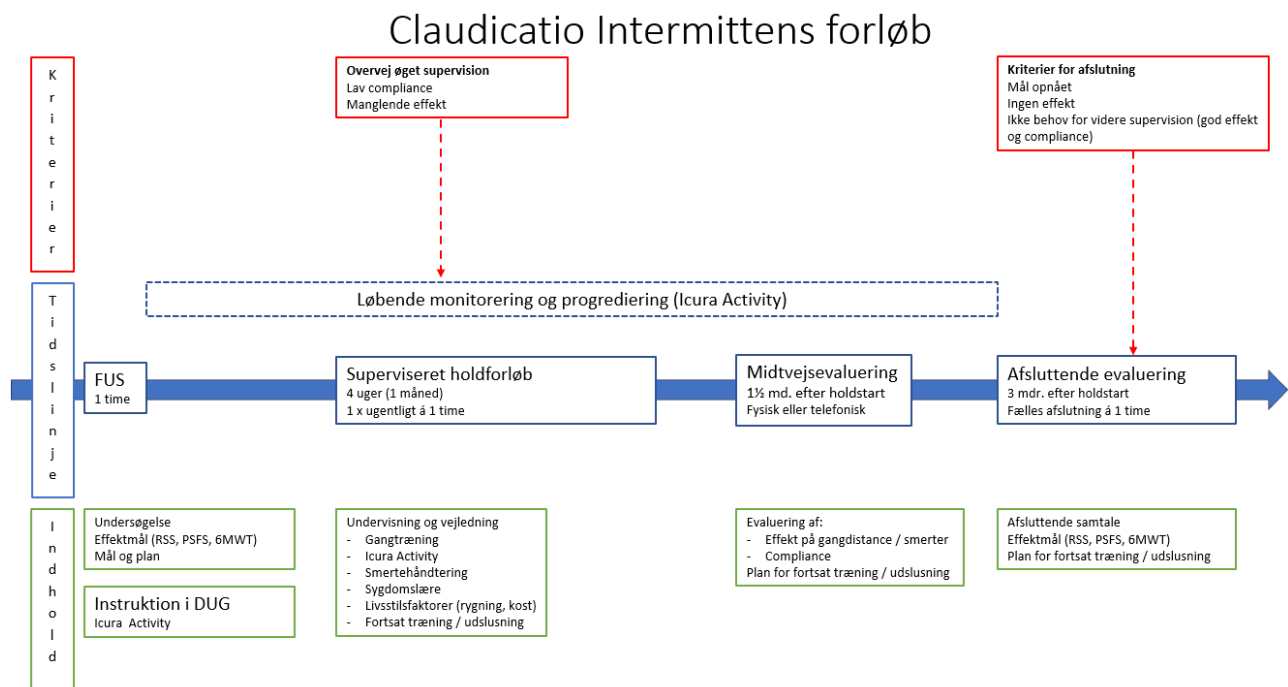 Claudicatio Intermittens forløb
Kriterier
Overvej øget supervision
Lav compliance
Manglende effekt
Kriterier for afslutning
Mål opnået
Ingen effekt
Ikke behov for videre supervision (god effekt
og compliance)
Tidslinje
Løbende monitorering og progrediering (Icura Activity)
FUS
1 time
Superviseret holdforløb
4 uger (1 måned)
1 x ugentligt á 1 time
Midtvejsevaluering
1½ md. efter holdstart
Fysisk eller telefonisk
Afsluttende evaluering
3 mdr. efter holdstart
Fælles afslutning á 1 time
Indhold
Undersøgelse
Effektmål (RSS, PSFS, 6MWT)
Mål og plan
Instruktion i DUG
Icura Activity
Undervisning og vejledning
- Gangtræning
- Icura Activity
- Smertehåndtering
- Sygdomslære
- Livsstilsfaktorer (rygning, kost)
- Fortsat træning / udslusning
Evaluering af:
- Effekt på gangdistance / smerter
- Compliance
Plan for fortsat træning / udslusning
Afsluttende samtale
Effektmål (RSS, PSFS, 6MWT)
Plan for fortsat træning / udslusning